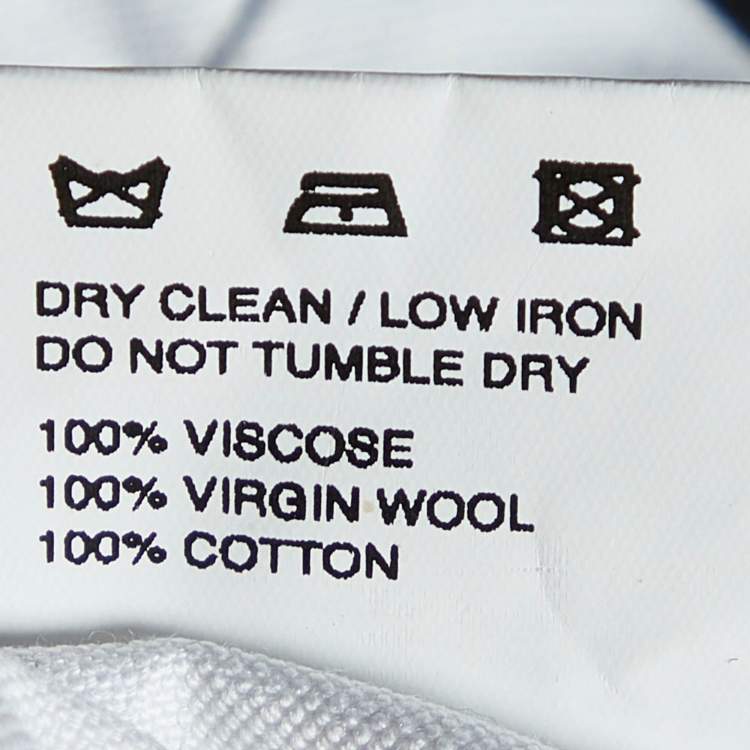 DRY CLEAN / LOW IRON
DO NOT TUMBLE DRY
100% VISCOSE
100% VIRGIN WOOL
100% COTTON